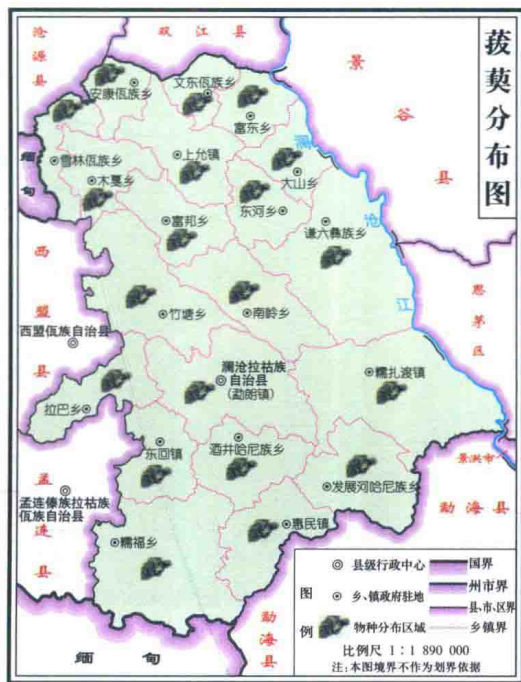 菝葜分布图
沧源县
双江县
景谷县
安康佤族乡
文东佤族乡
富东乡
澜
缅甸
雪林佤族乡
上允镇
大山乡
木戛乡
东河乡
富邦乡
谦六彝族乡
沧
西盟县
江
思茅区
竹塘乡
南岭乡
西盟佤族自治县
澜沧拉祜族
自治县
(勐朗镇)
糯扎渡镇
拉巴乡
东回镇
酒井哈尼族乡
景洪市
孟连县
孟连傣族拉祜族
佤族自治县
发展河哈尼族乡
勐海县
惠民镇
糯福乡
勐海县
缅甸
图例
县级行政中心
国界
州市界
乡、镇政府驻地
县、市、区界
物种分布区域
乡镇界
比例尺 1∶1 890 000
注:本图境界不作为划界依据